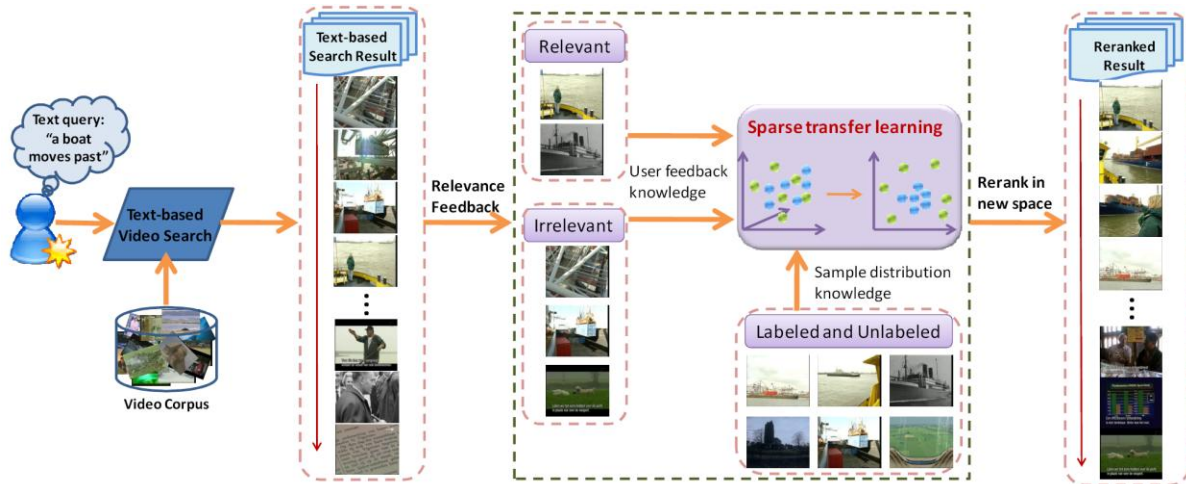 Text query:
“a boat
moves past”
Text-based
Video Search
Video Corpus
Text-based
Search Result
Relevance
Feedback
Relevant
Irrelevant
User feedback
knowledge
Sparse transfer learning
Sample distribution
knowledge
Labeled and Unlabeled
Rerank in
new space
Reranked
Result